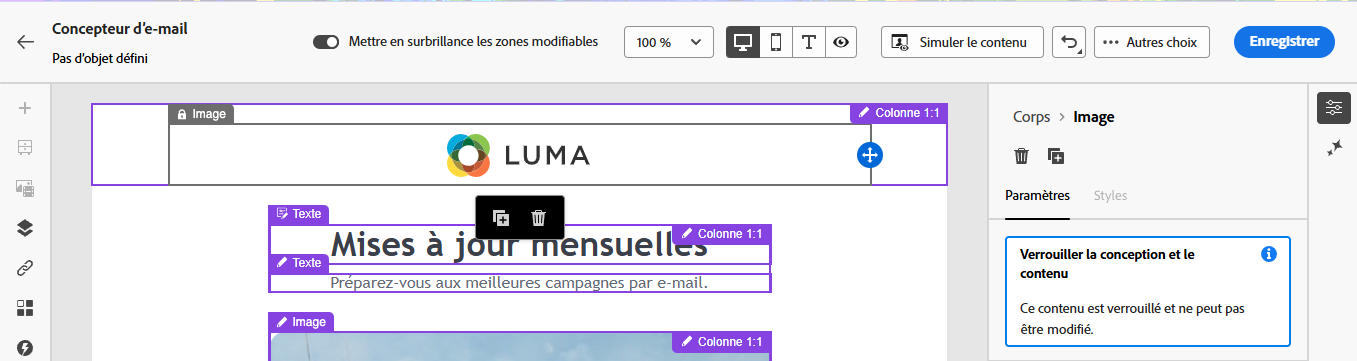 Concepteur d'e-mail
Pas d'objet défini
Mettre en surbrillance les zones modifiables
100 %
Simuler le contenu
Autres choix
Enregistrer
Image
Colonne 1:1
LUMA
Texte
Colonne 1:1
Mises à jour mensuelles
Texte
Préparez-vous aux meilleures campagnes par e-mail.
Image
Colonne 1:1
Corps > Image
Paramètres
Styles
Verrouiller la conception et le
contenu
Ce contenu est verrouillé et ne peut pas
être modifié.